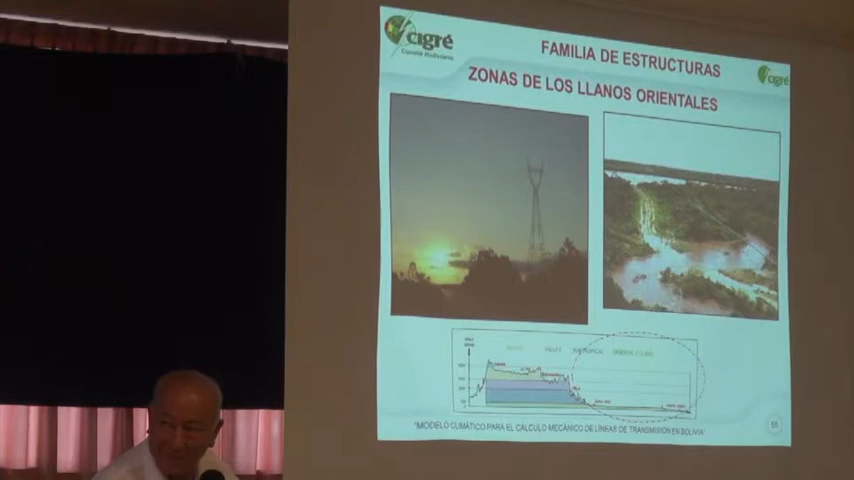 cigré
Comité Boliviano
FAMILIA DE ESTRUCTURAS
cigré
ZONAS DE LOS LLANOS ORIENTALES
"MODELO CLIMÁTICO PARA EL CÁLCULO MECÁNICO DE LÍNEAS DE TRANSMISIÓN EN BOLIVIA"